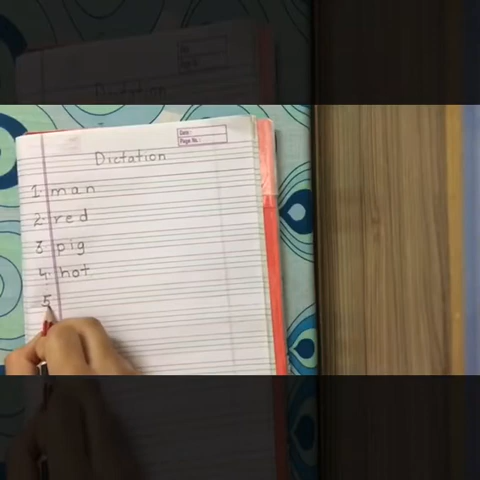 Date:
Page No.:
Dictation
1. man
2. red
3. pig
4. hot
5